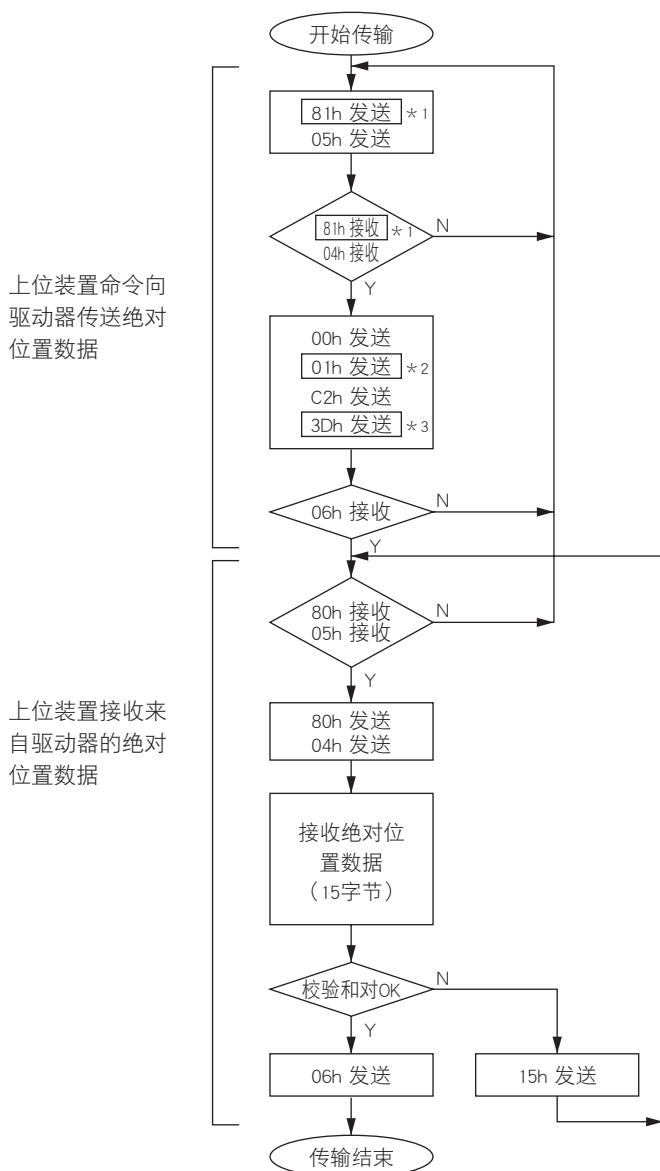 开始传输
81h 发送 *1
05h 发送
81h 接收 *1
04h 接收
N
Y
上位装置命令向
驱动器传送绝对
位置数据
00h 发送
01h 发送 *2
C2h 发送
3Dh 发送 *3
06h 接收
N
Y
80h 接收
05h 接收
N
Y
上位装置接收来
自驱动器的绝对
位置数据
80h 发送
04h 发送
接收绝对位
置数据
(15字节)
校验和对OK
N
Y
06h 发送
15h 发送
传输结束